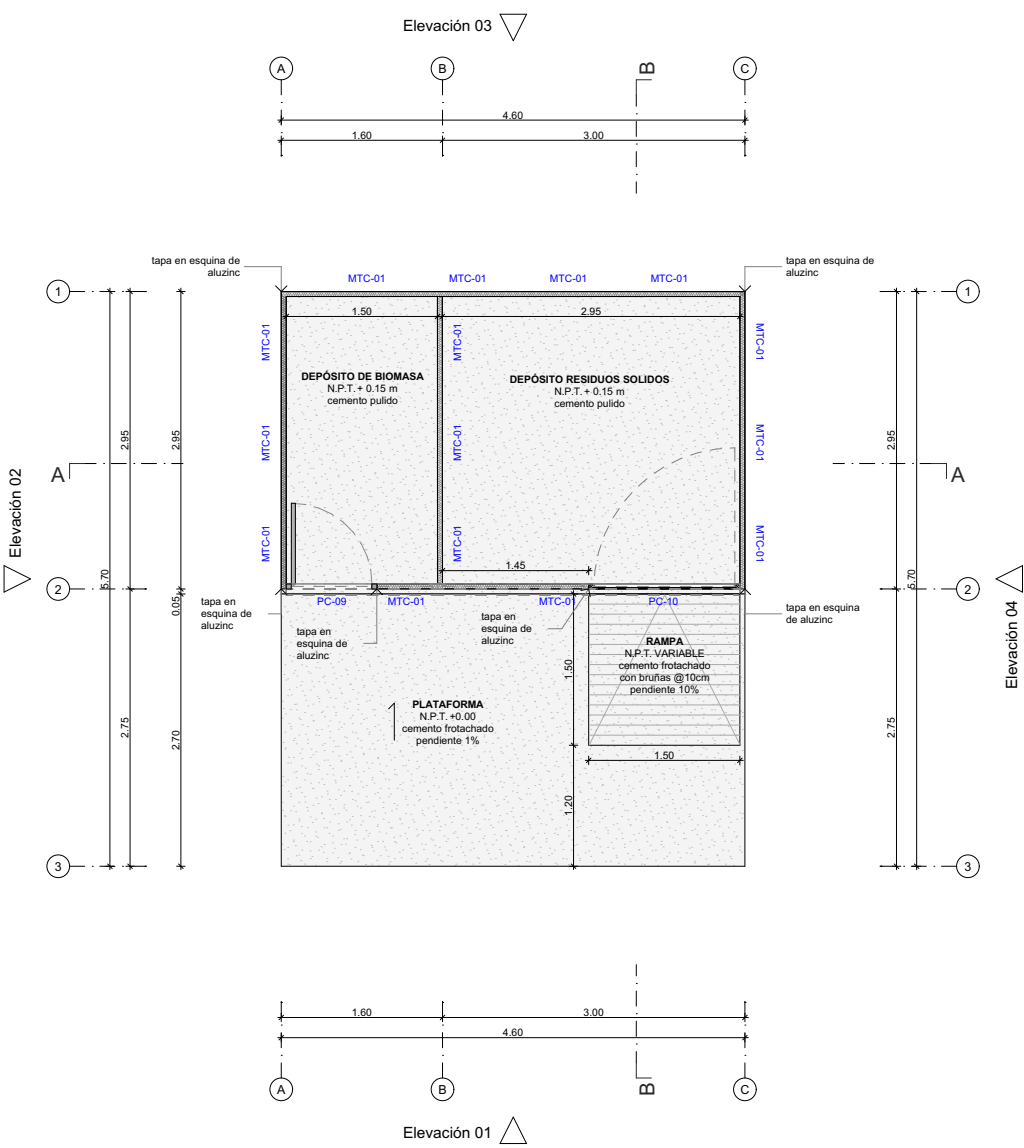 Elevación 03
A
B
B
C
4.60
1.60
3.00
tapa en esquina de
aluzinc
MTC-01
MTC-01
MTC-01
MTC-01
tapa en esquina de
aluzinc
1
1
1.50
2.95
MTC-01
MTC-01
MTC-01
DEPÓSITO DE BIOMASA
N.P.T. + 0.15 m
cemento pulido
DEPÓSITO RESIDUOS SOLIDOS
N.P.T. + 0.15 m
cemento pulido
2.95
2.95
MTC-01
MTC-01
MTC-01
2.95
A
A
Elevación 02
MTC-01
MTC-01
MTC-01
1.45
5.70
5.70
2
2
0.05
tapa en
esquina de
aluzinc
PC-09
MTC-01
MTC-01
PC-10
tapa en
esquina de
aluzinc
tapa en
esquina de
aluzinc
tapa en esquina
de aluzinc
Elevación 04
RAMPA
N.P.T. VARIABLE
cemento frotachado
con bruñas @10cm
pendiente 10%
1.50
PLATAFORMA
N.P.T. +0.00
cemento frotachado
pendiente 1%
2.75
2.70
2.75
1.50
1.20
3
3
1.60
3.00
4.60
A
B
B
C
Elevación 01